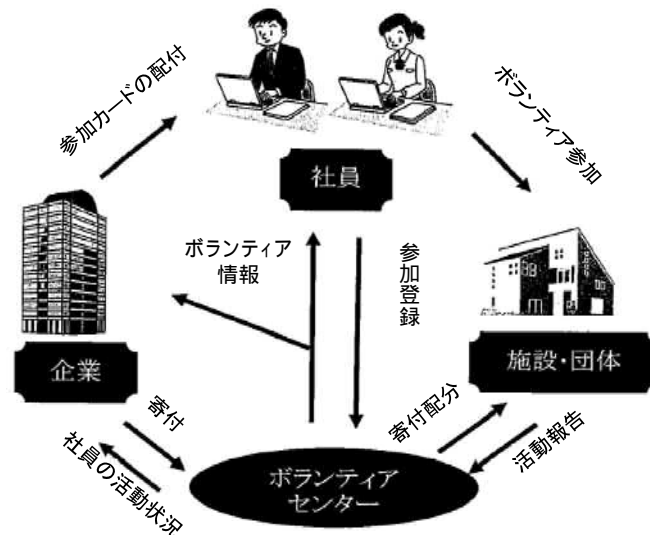 参加カードの配付
ボランティア参加
社員
ボランティア
情報
参加登録
企業
施設・団体
寄付
社員の活動状況
寄付配分
活動報告
ボランティア
センター